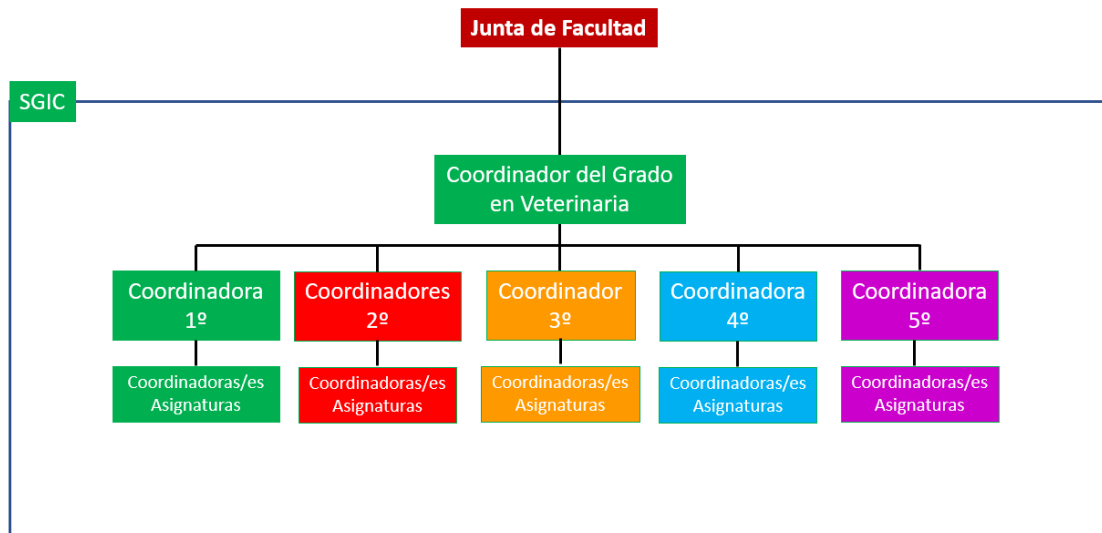 Junta de Facultad
SGIC
Coordinador del Grado
en Veterinaria
Coordinadora
1º
Coordinadores
2º
Coordinador
3º
Coordinadora
4º
Coordinadora
5º
Coordinadoras/es
Asignaturas
Coordinadoras/es
Asignaturas
Coordinadoras/es
Asignaturas
Coordinadoras/es
Asignaturas
Coordinadoras/es
Asignaturas